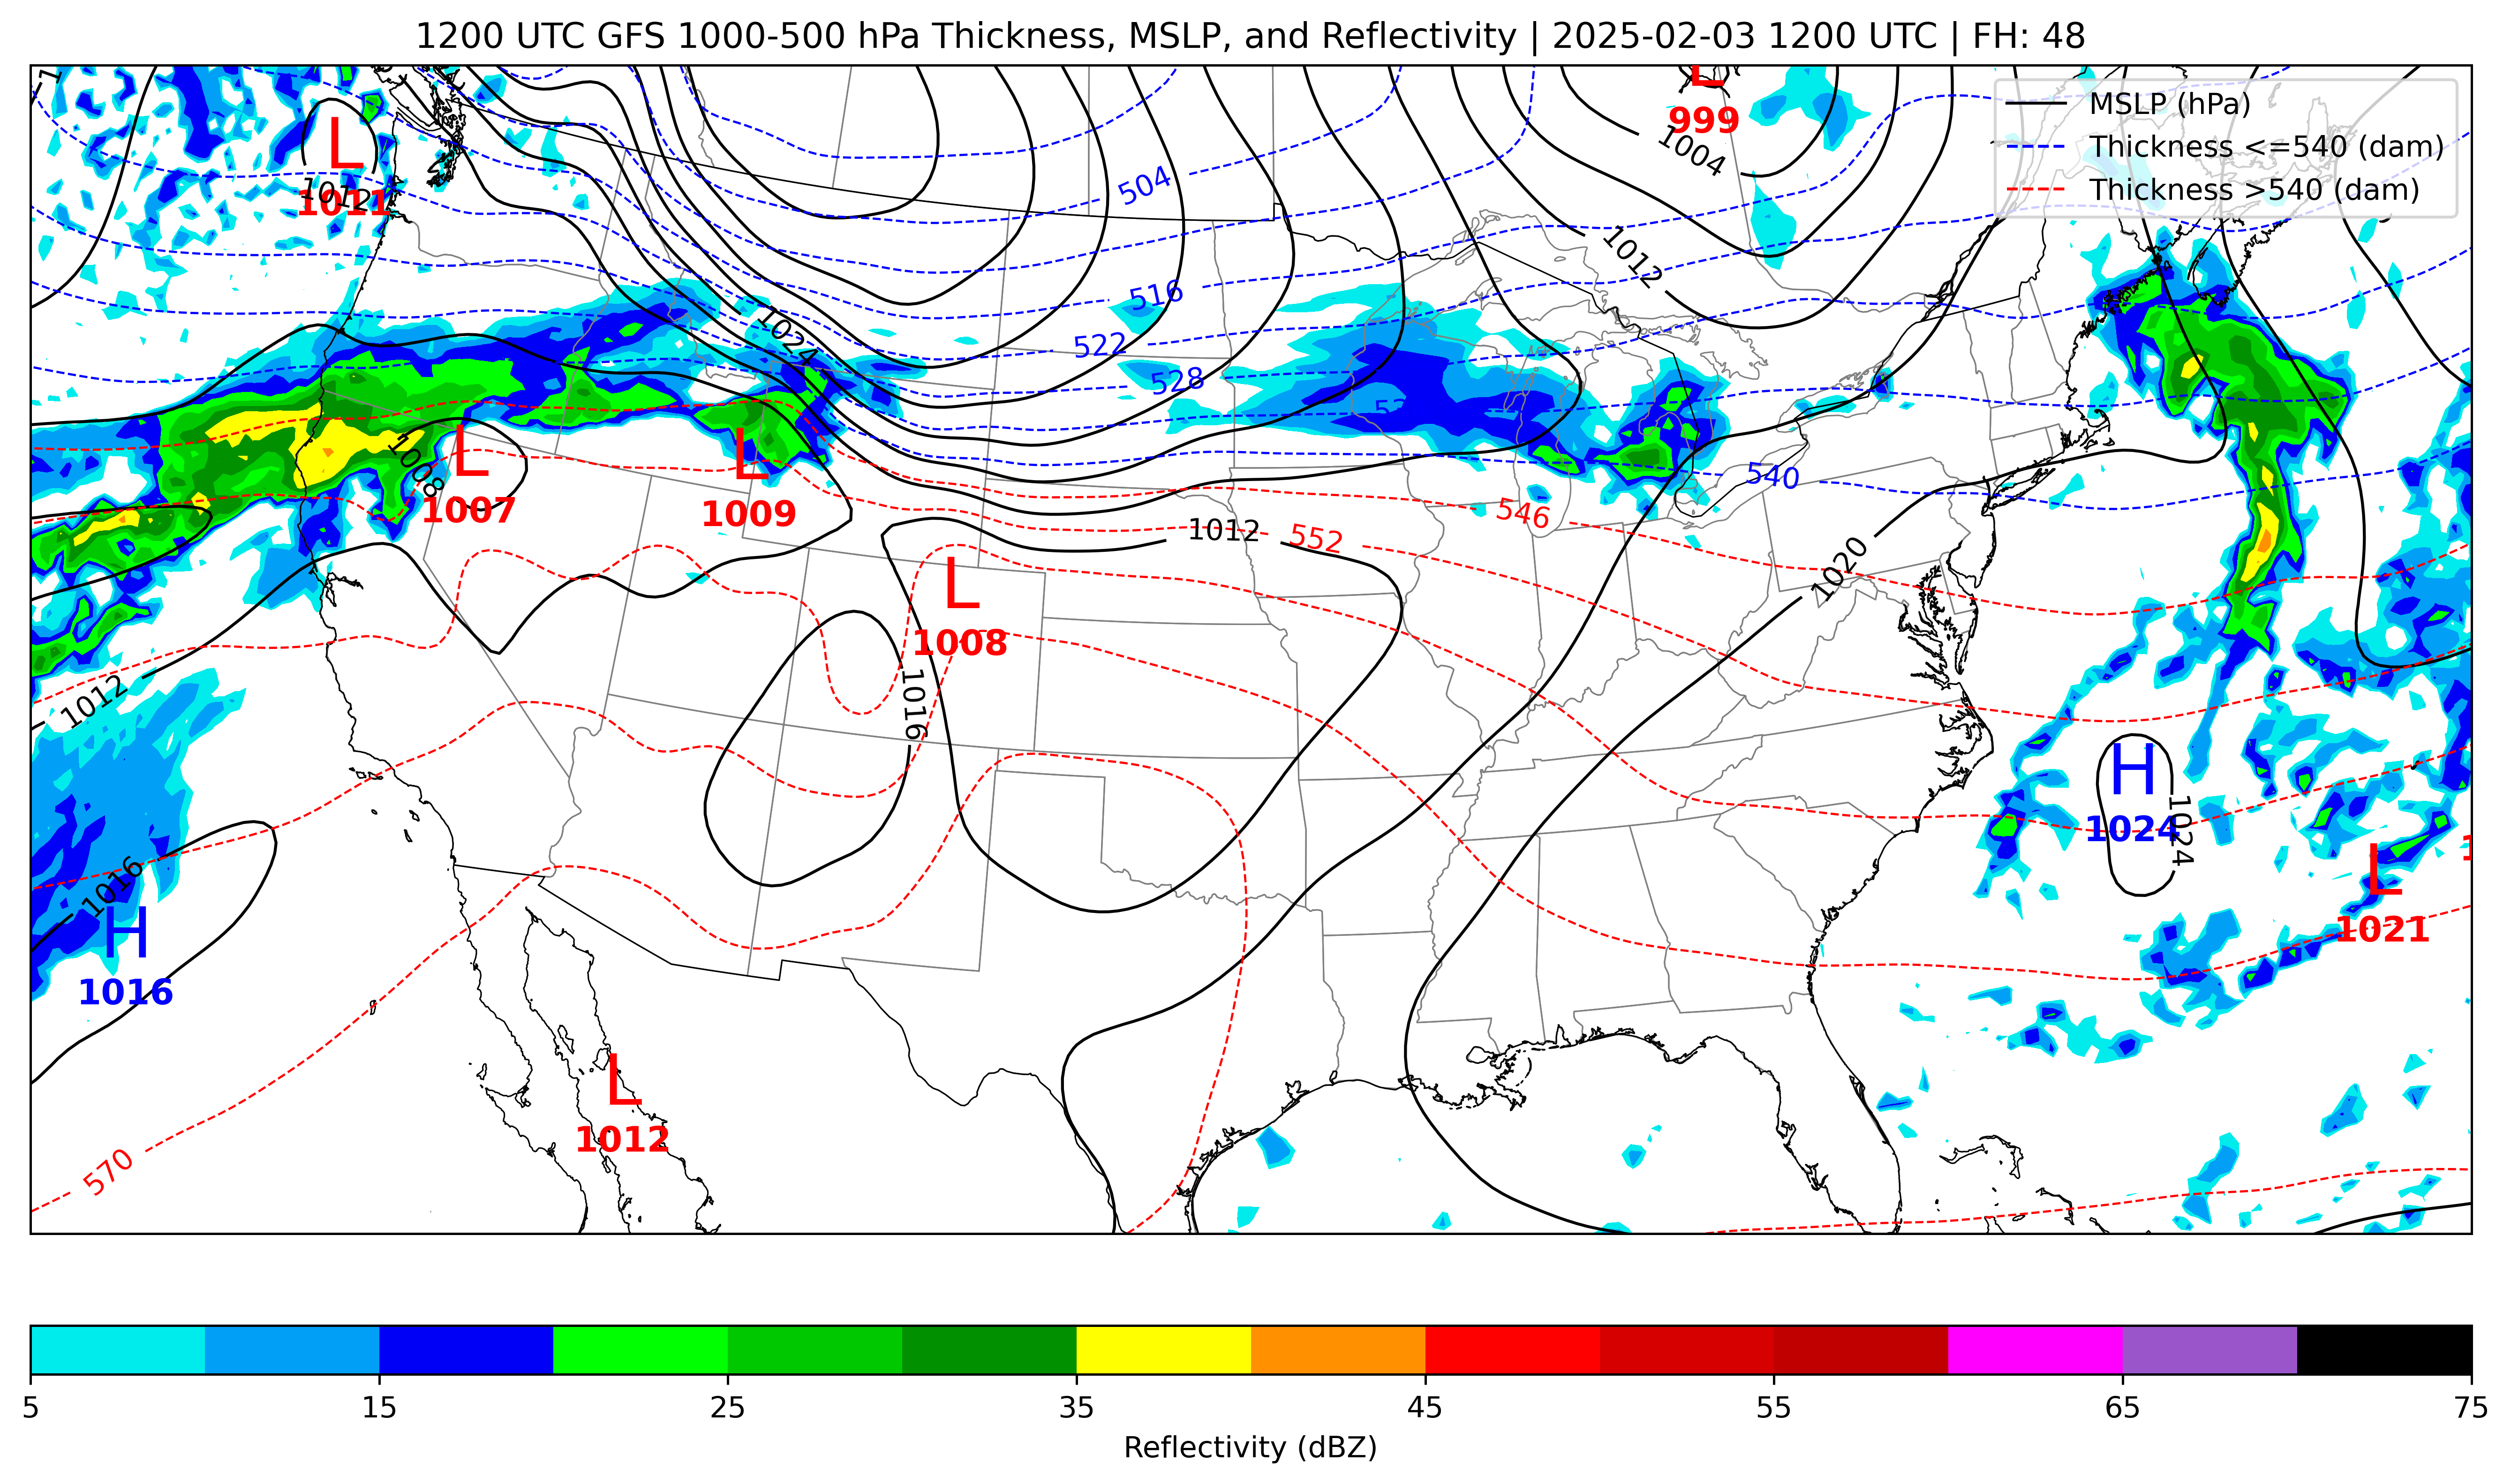 1200 UTC GFS 1000-500 hPa Thickness, MSLP, and Reflectivity | 2025-02-03 1200 UTC | FH: 48
MSLP (hPa)
Thickness <=540 (dam)
Thickness >540 (dam)
L
999
1004
L
1011
1012
504
1012
516
1024
522
528
L
1007
1008
L
1009
540
546
552
1012
1020
L
1008
1016
1012
H
1024
1024
L
1021
1016
H
1016
L
1012
570
5 15 25 35 45 55 65 75
Reflectivity (dBZ)